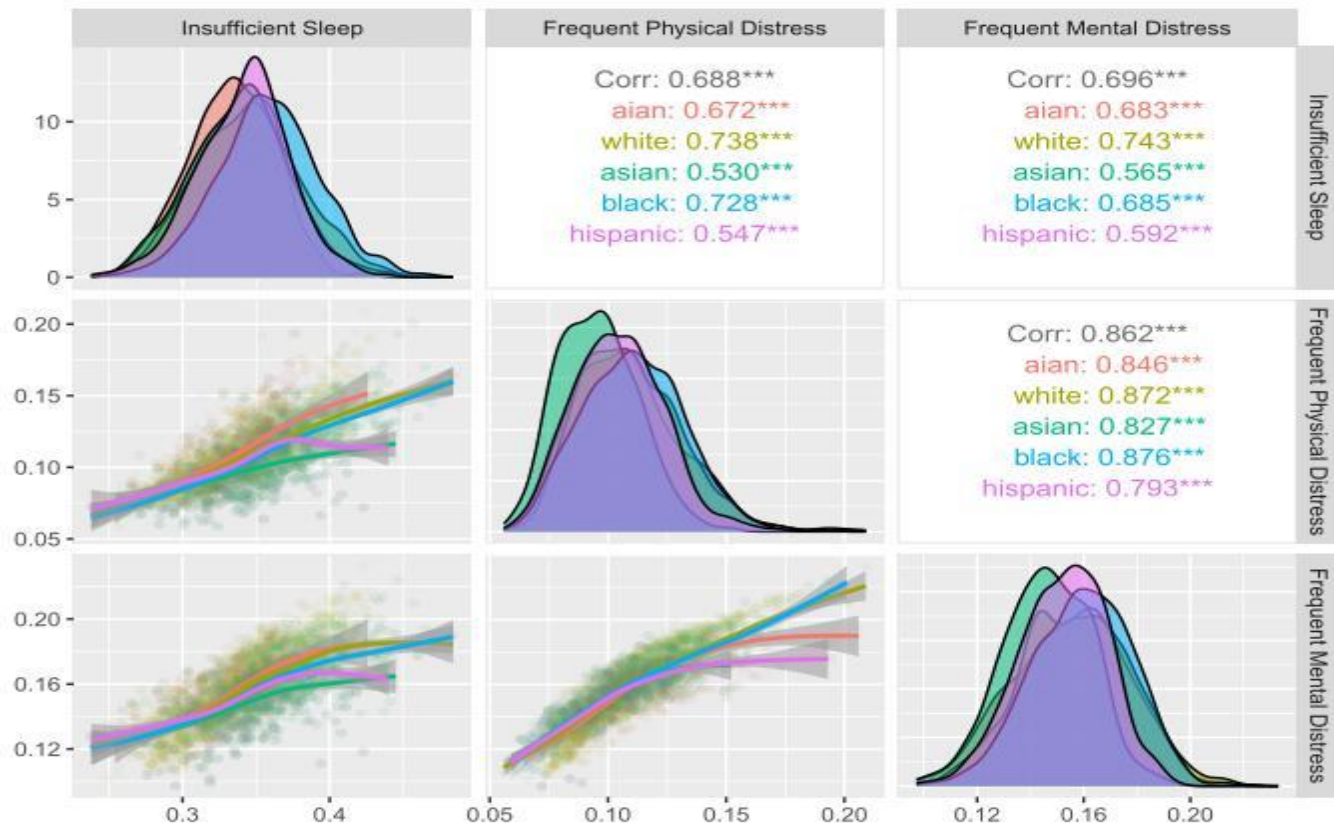 Insufficient Sleep
Frequent Physical Distress
Frequent Mental Distress
10
5
0
Corr: 0.688***
aian: 0.672***
white: 0.738***
asian: 0.530***
black: 0.728***
hispanic: 0.547***
Corr: 0.696***
aian: 0.683***
white: 0.743***
asian: 0.565***
black: 0.685***
hispanic: 0.592***
Insufficient Sleep
0.20
0.15
0.10
0.05
Corr: 0.862***
aian: 0.846***
white: 0.872***
asian: 0.827***
black: 0.876***
hispanic: 0.793***
Frequent Physical Distress
0.20
0.16
0.12
Frequent Mental Distress
0.3
0.4
0.05
0.10
0.15
0.20
0.12
0.16
0.20